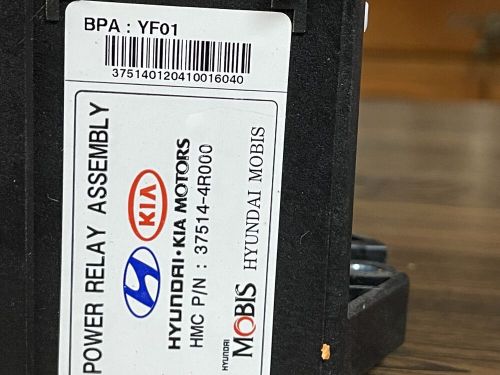 BPA : YF01
375140120410016040
POWER RELAY ASSEMBLY
KIA
HYUNDAI·KIA MOTORS
HMC P/N : 37514-4R000
HYUNDAI
MOBIS HYUNDAI MOBIS